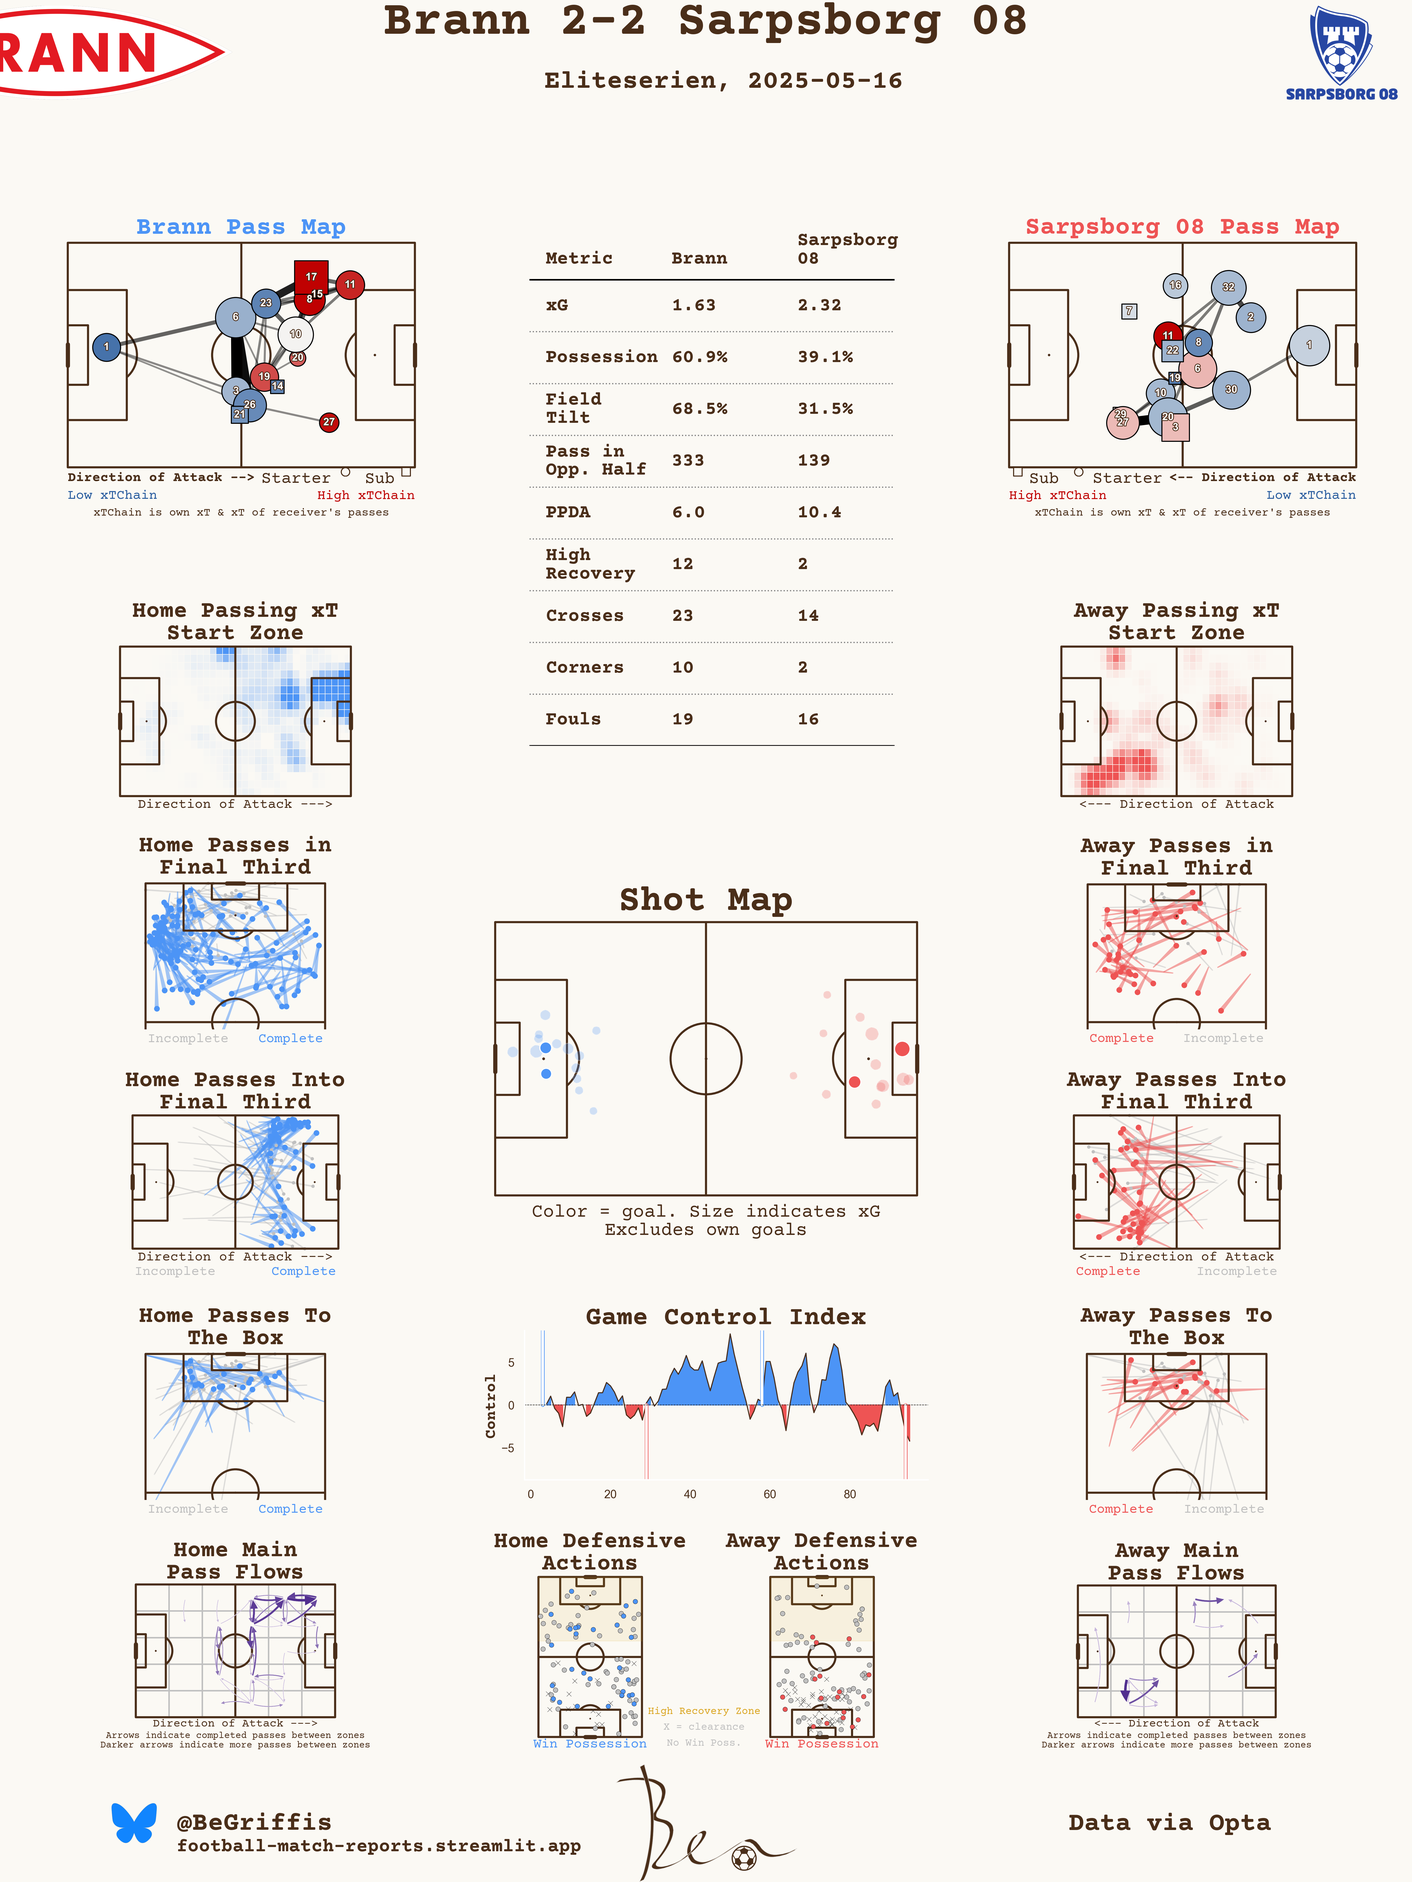 Brann 2-2 Sarpsborg 08
RANN
Eliteserien, 2025-05-16
SARPSBORG 08
Brann Pass Map
17
11
15
8
23
6
10
1
20
19
14
3
26
21
27
Direction of Attack --> Starter Sub
Low xTChain High xTChain
xTChain is own xT & xT of receiver's passes
Metric Brann Sarpsborg 08
xG 1.63 2.32
Possession 60.9% 39.1%
Field Tilt 68.5% 31.5%
Pass in Opp. Half 333 139
PPDA 6.0 10.4
High Recovery 12 2
Crosses 23 14
Corners 10 2
Fouls 19 16
Sarpsborg 08 Pass Map
16
32
7
2
11
8
22
1
6
19
10
30
29
20
27
3
Sub Starter <-- Direction of Attack
High xTChain Low xTChain
xTChain is own xT & xT of receiver's passes
Home Passing xT
Start Zone
Direction of Attack --->
Away Passing xT
Start Zone
<--- Direction of Attack
Home Passes in
Final Third
Incomplete Complete
Away Passes in
Final Third
Complete Incomplete
Shot Map
Color = goal. Size indicates xG
Excludes own goals
Home Passes Into
Final Third
Direction of Attack --->
Incomplete Complete
Away Passes Into
Final Third
<--- Direction of Attack
Complete Incomplete
Home Passes To
The Box
Incomplete Complete
Game Control Index
Control
5
0
−5
0 20 40 60 80
Away Passes To
The Box
Complete Incomplete
Home Main
Pass Flows
Direction of Attack --->
Arrows indicate completed passes between zones
Darker arrows indicate more passes between zones
Home Defensive
Actions
Win Possession
High Recovery Zone
X = clearance
No Win Poss.
Away Defensive
Actions
Win Possession
Away Main
Pass Flows
<--- Direction of Attack
Arrows indicate completed passes between zones
Darker arrows indicate more passes between zones
@BeGriffis
football-match-reports.streamlit.app
Ben
Data via Opta